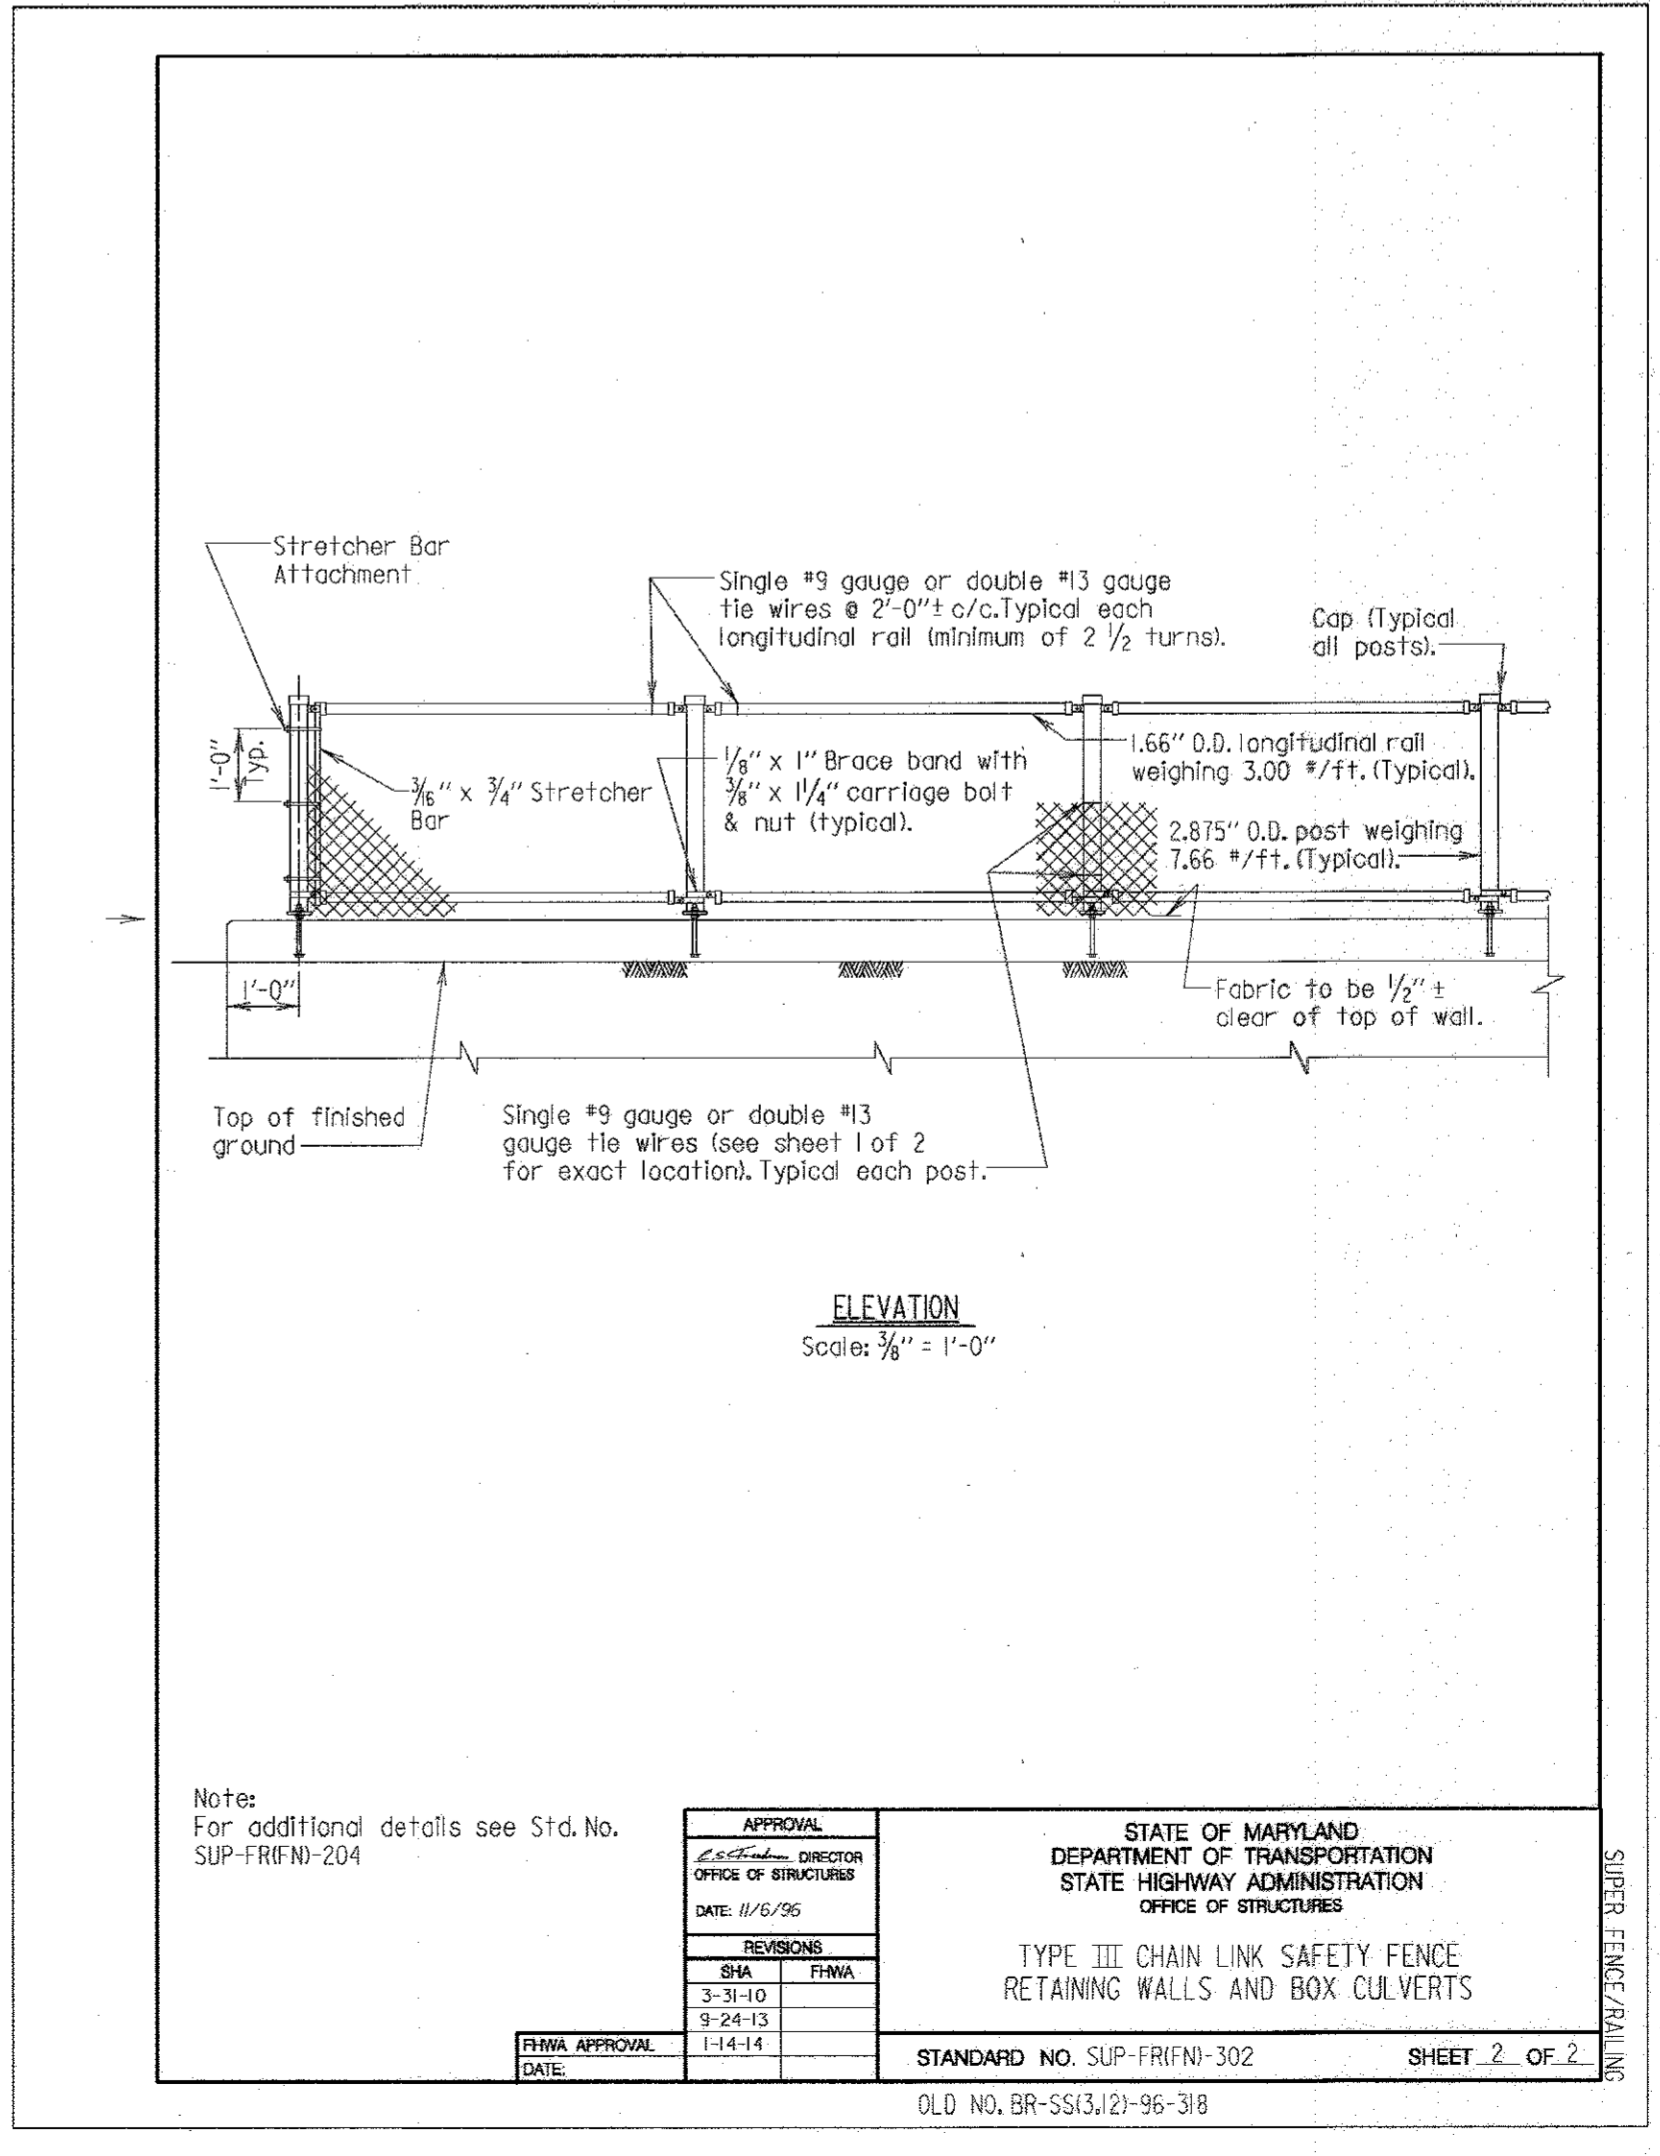 Stretcher Bar
Attachment
Single #9 gauge or double #13 gauge
tie wires @ 2'-0"± c/c. Typical each
longitudinal rail (minimum of 2 1/2 turns).
Cap (Typical
all posts).
1'-0"
Typ.
3/16" x 3/4" Stretcher
Bar
1/8" x 1" Brace band with
3/8" x 1 1/4" carriage bolt
& nut (typical).
1.66" O.D. longitudinal rail
weighing 3.00 #/ft. (Typical).
2.875" O.D. post weighing
7.66 #/ft. (Typical).
1'-0"
Fabric to be 1/2" ±
clear of top of wall.
Top of finished
ground
Single #9 gauge or double #13
gauge tie wires (see sheet 1 of 2
for exact location). Typical each post.
ELEVATION
Scale: 3/8" = 1'-0"
Note:
For additional details see Std. No.
SUP-FR(FN)-204
APPROVAL
DIRECTOR
OFFICE OF STRUCTURES
DATE: 11/6/96
REVISIONS
SHA FHWA
3-31-10
9-24-13
1-14-14
FHWA APPROVAL
DATE:
STATE OF MARYLAND
DEPARTMENT OF TRANSPORTATION
STATE HIGHWAY ADMINISTRATION
OFFICE OF STRUCTURES
TYPE III CHAIN LINK SAFETY FENCE
RETAINING WALLS AND BOX CULVERTS
STANDARD NO. SUP-FR(FN)-302
SHEET 2 OF 2
OLD NO. BR-SS(3.12)-96-318
SUPER FENCE/RAILING